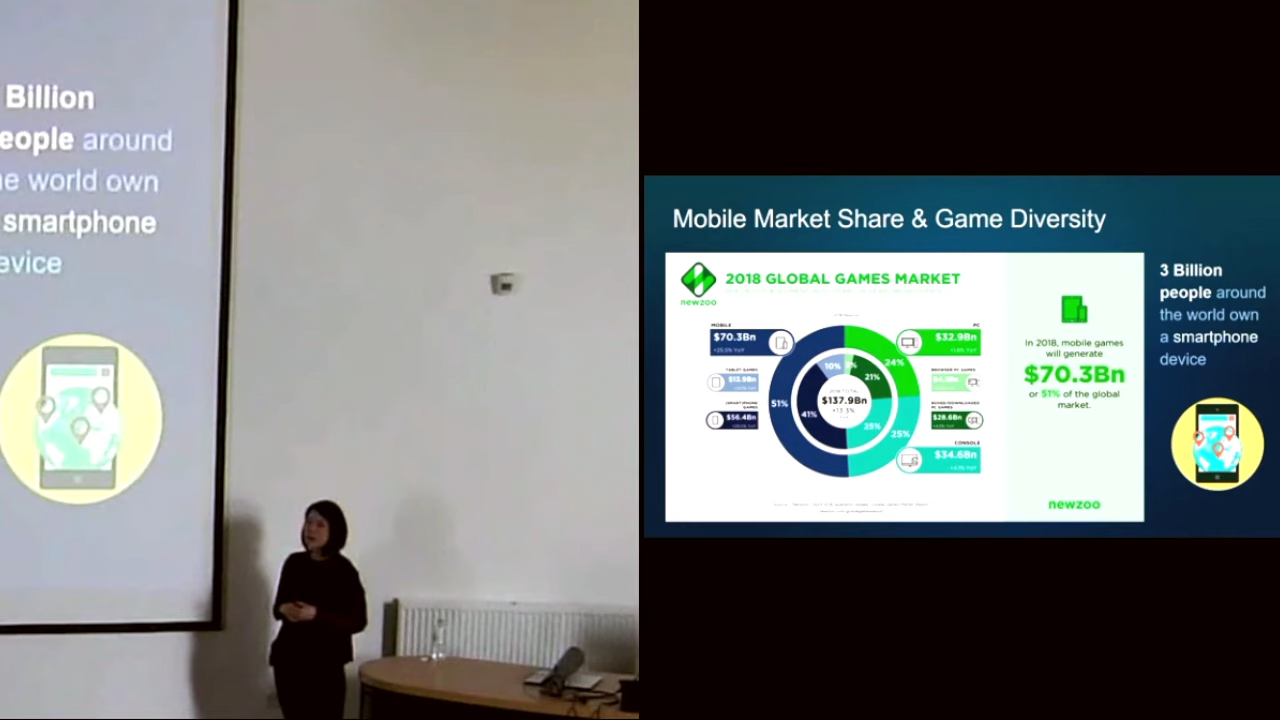 Billion
eople around
e world own
smartphone
evice
Mobile Market Share & Game Diversity
newzoo
2018 GLOBAL GAMES MARKET
MOBILE
$70.3Bn
TABLET GAMES
$13.9Bn
SMARTPHONE
GAMES
$56.4Bn
51%
41%
10%
3%
24%
21%
25%
25%
$137.9Bn
+13.3%
PC
$32.9Bn
BROWSER PC GAMES
BOXED/DOWNLOADED
PC GAMES
$28.6Bn
CONSOLE
$34.6Bn
In 2018, mobile games
will generate
$70.3Bn
or 51% of the global
market.
newzoo
3 Billion
people around
the world own
a smartphone
device